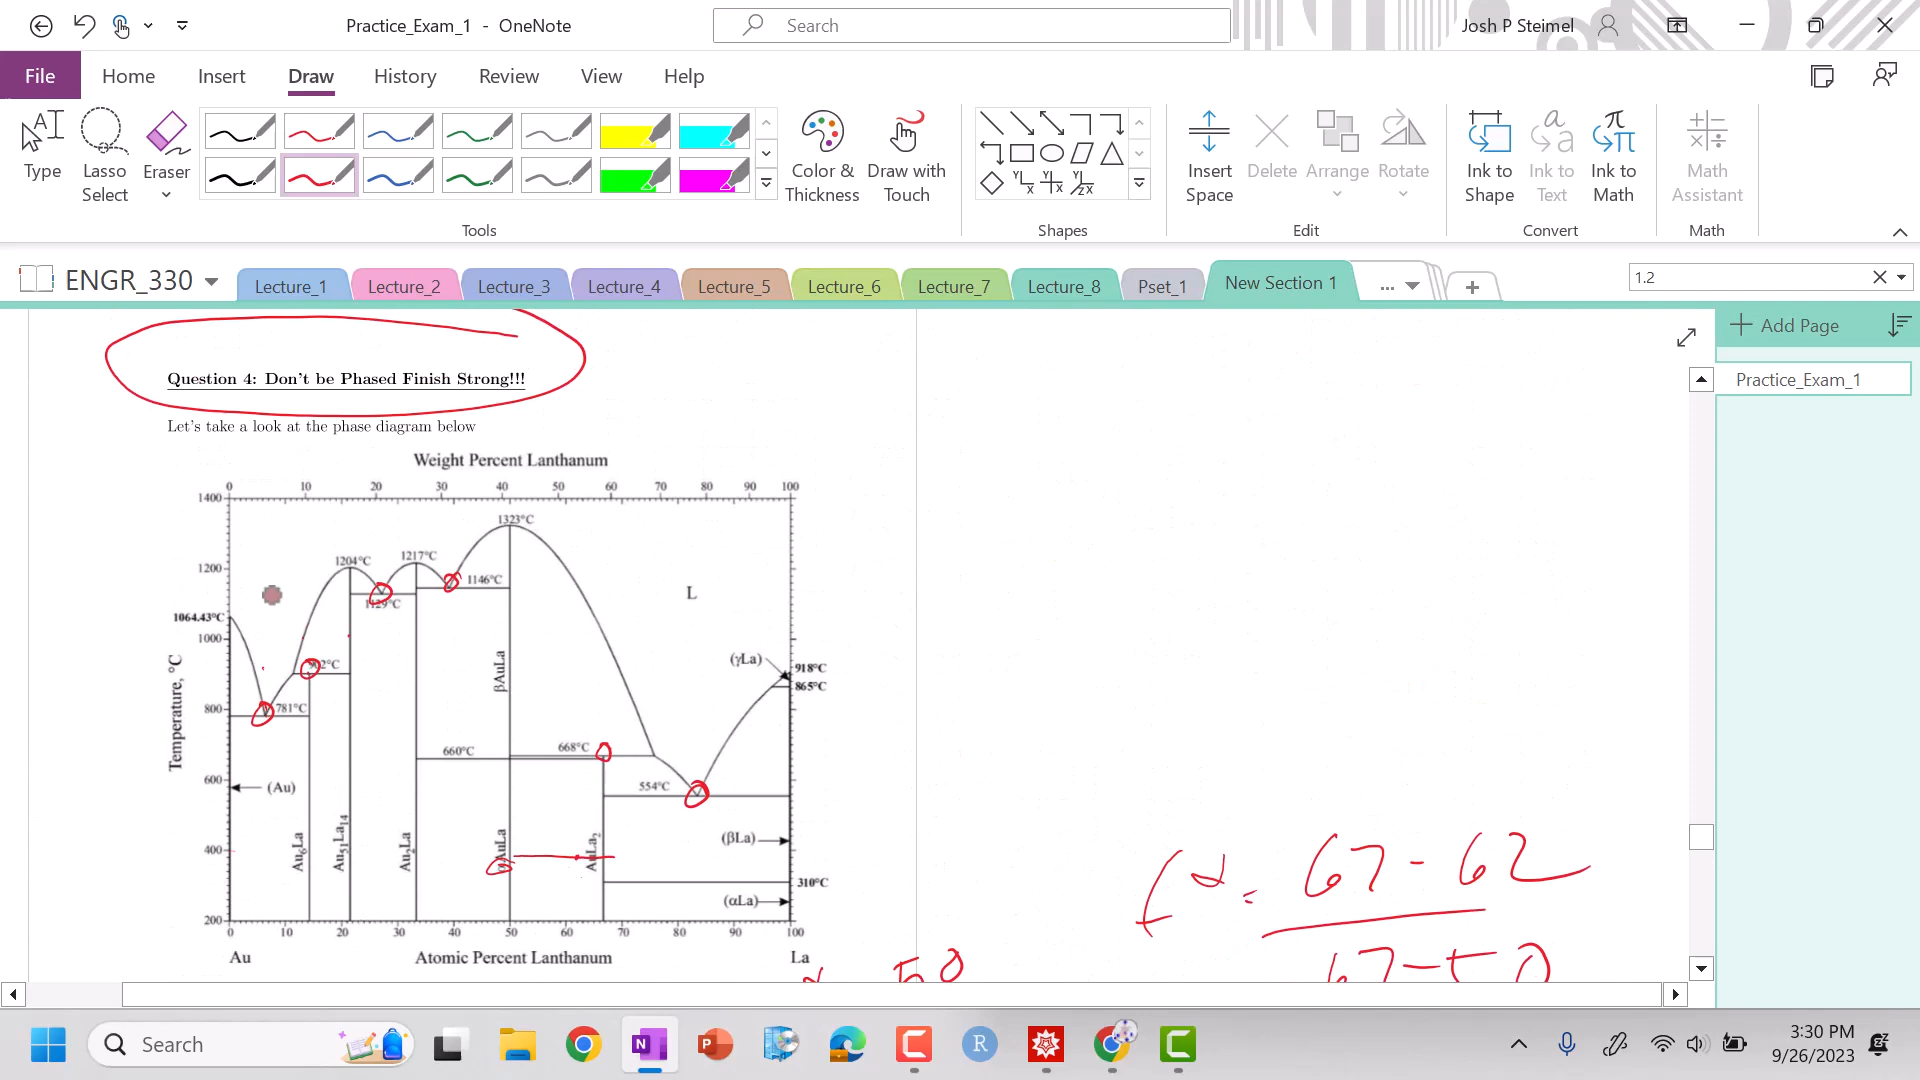 Practice_Exam_1 - OneNote
Search
Josh P Steimel
File
Home
Insert
Draw
History
Review
View
Help
Type
Lasso Select
Eraser
Color & Thickness
Draw with Touch
Insert Space
Delete
Arrange
Rotate
Ink to Shape
Ink to Text
Ink to Math
Math Assistant
Tools
Shapes
Edit
Convert
Math
ENGR_330
Lecture_1
Lecture_2
Lecture_3
Lecture_4
Lecture_5
Lecture_6
Lecture_7
Lecture_8
Pset_1
New Section 1
...
1.2
Add Page
Practice_Exam_1
Question 4: Don't be Phased Finish Strong!!!
Let's take a look at the phase diagram below
Weight Percent Lanthanum
0 10 20 30 40 50 60 70 80 90 100
1400
1323°C
1204°C
1217°C
1200
1146°C
L
1129°C
1064.43°C
1000
(γLa)
918°C
865°C
βAuLa
Temperature, °C
800
781°C
660°C
668°C
600
(Au)
554°C
Au6La
Au51La14
Au2La
AuLa2
(βLa)
400
310°C
(αLa)
200
0 10 20 30 40 50 60 70 80 90 100
Au
Atomic Percent Lanthanum
La
f α = 67 - 62
67 - 50
50
Search
3:30 PM
9/26/2023